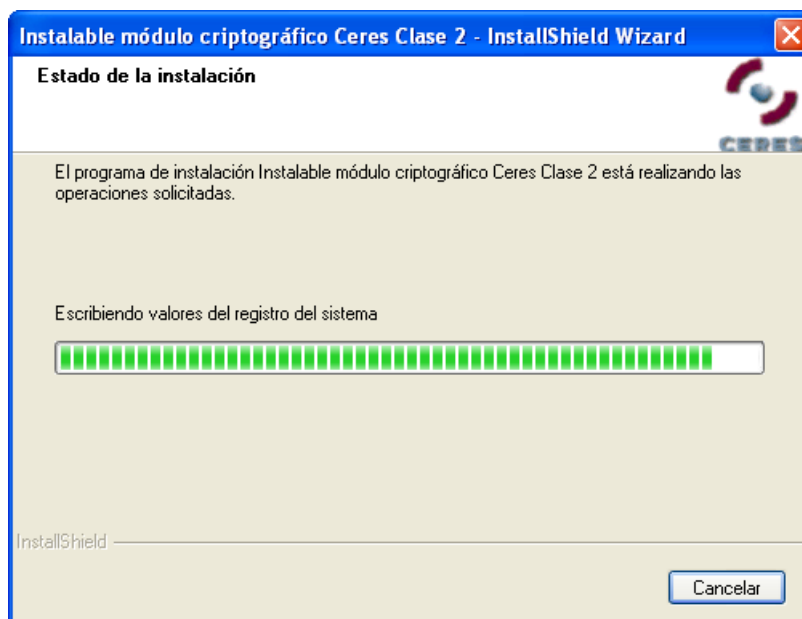 Instalable módulo criptográfico Ceres Clase 2 - InstallShield Wizard
Estado de la instalación
CERES
El programa de instalación Instalable módulo criptográfico Ceres Clase 2 está realizando las
operaciones solicitadas.
Escribiendo valores del registro del sistema
InstallShield
Cancelar